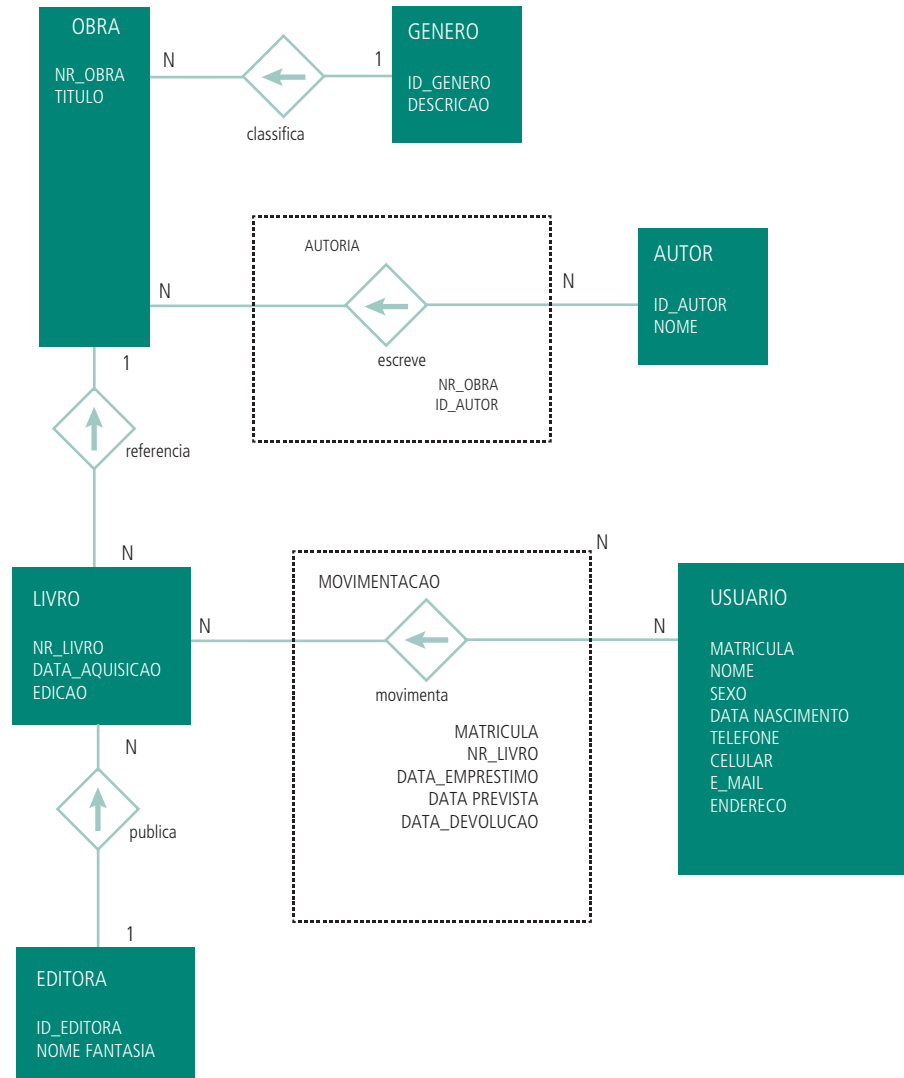 OBRA
NR_OBRA
TITULO
N
1
classifica
GENERO
ID_GENERO
DESCRICAO
AUTORIA
N
N
escreve
NR_OBRA
ID_AUTOR
AUTOR
ID_AUTOR
NOME
1
referencia
N
LIVRO
NR_LIVRO
DATA_AQUISICAO
EDICAO
N
MOVIMENTACAO
N
N
movimenta
MATRICULA
NR_LIVRO
DATA_EMPRESTIMO
DATA PREVISTA
DATA_DEVOLUCAO
USUARIO
MATRICULA
NOME
SEXO
DATA NASCIMENTO
TELEFONE
CELULAR
E_MAIL
ENDERECO
N
publica
1
EDITORA
ID_EDITORA
NOME FANTASIA